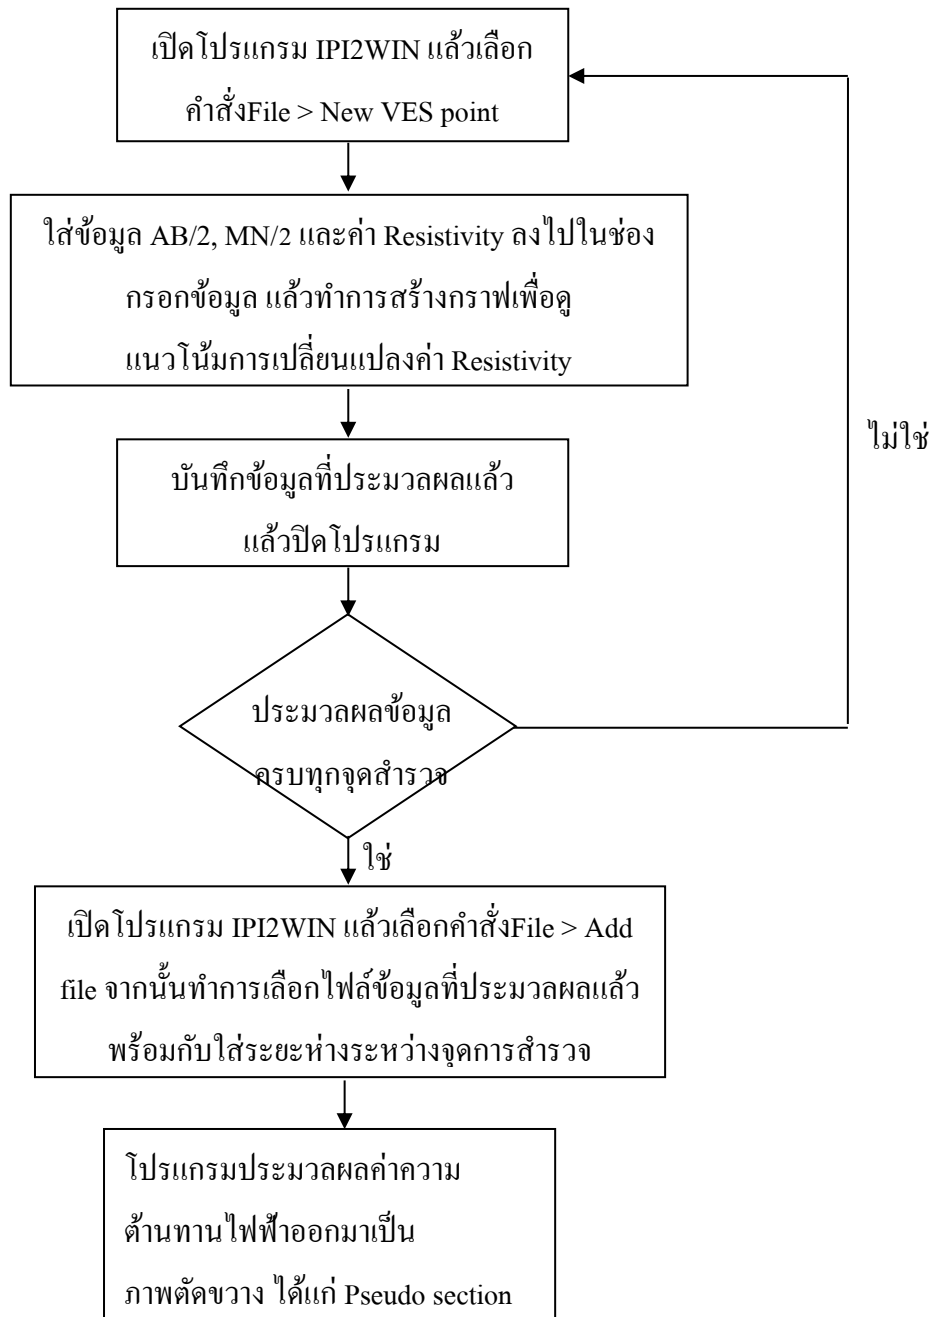 เปิดโปรแกรม IPI2WIN แล้วเลือก
คำสั่งFile > New VES point
ใส่ข้อมูล AB/2, MN/2 และค่า Resistivity ลงไปในช่อง
กรอกข้อมูล แล้วทำการสร้างกราฟเพื่อดู
แนวโน้มการเปลี่ยนแปลงค่า Resistivity
ไม่ใช่
บันทึกข้อมูลที่ประมวลผลแล้ว
แล้วปิดโปรแกรม
ประมวลผลข้อมูล
ครบทุกจุดสำรวจ
ใช่
เปิดโปรแกรม IPI2WIN แล้วเลือกคำสั่งFile > Add
file จากนั้นทำการเลือกไฟล์ข้อมูลที่ประมวลผลแล้ว
พร้อมกับใส่ระยะห่างระหว่างจุดการสำรวจ
โปรแกรมประมวลผลค่าความ
ต้านทานไฟฟ้าออกมาเป็น
ภาพตัดขวาง ได้แก่ Pseudo section